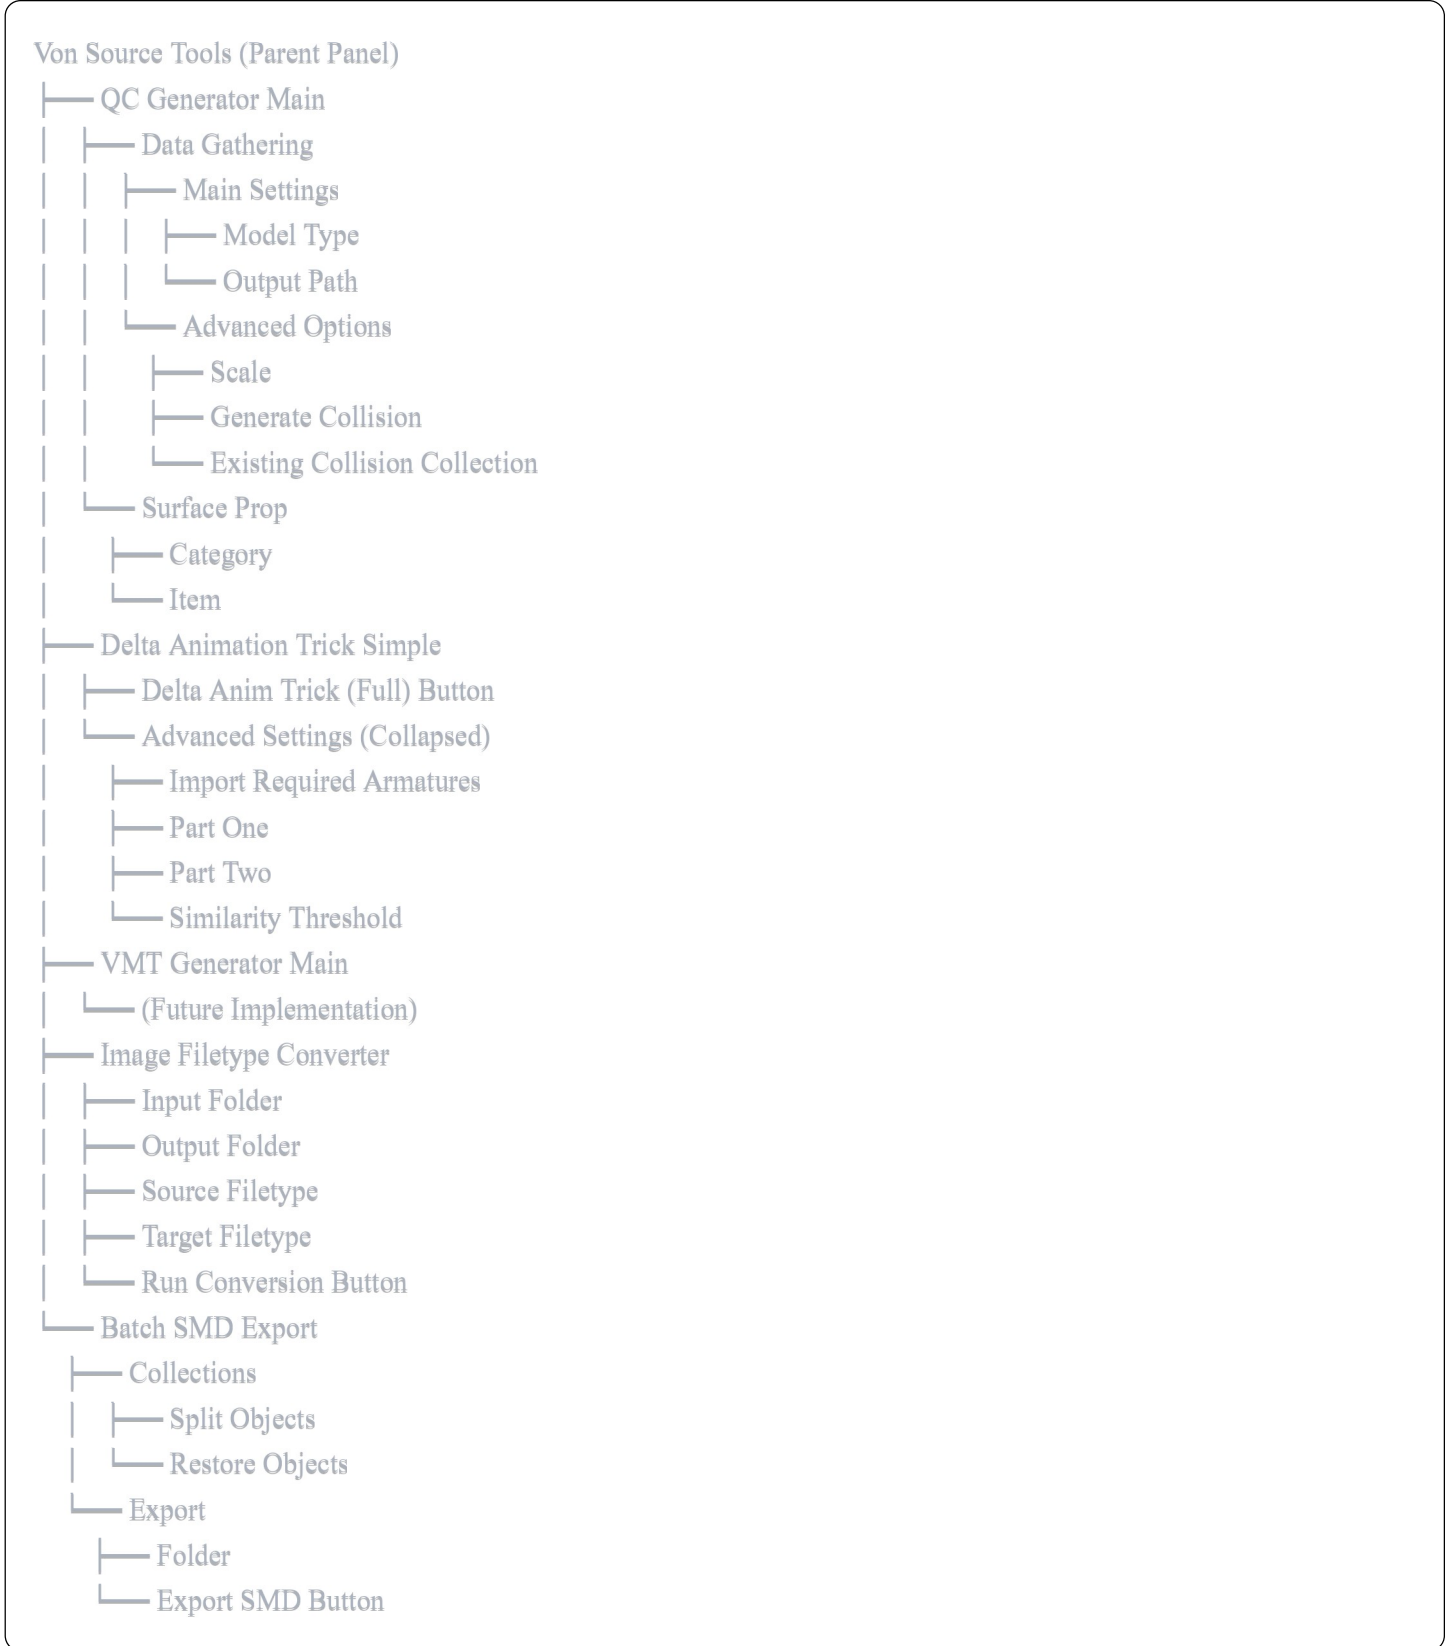 Von Source Tools (Parent Panel)
├── QC Generator Main
│   ├── Data Gathering
│   │   ├── Main Settings
│   │   │   ├── Model Type
│   │   │   └── Output Path
│   │   └── Advanced Options
│   │       ├── Scale
│   │       ├── Generate Collision
│   │       └── Existing Collision Collection
│   └── Surface Prop
│       ├── Category
│       └── Item
├── Delta Animation Trick Simple
│   ├── Delta Anim Trick (Full) Button
│   └── Advanced Settings (Collapsed)
│       ├── Import Required Armatures
│       ├── Part One
│       ├── Part Two
│       └── Similarity Threshold
├── VMT Generator Main
│   └── (Future Implementation)
├── Image Filetype Converter
│   ├── Input Folder
│   ├── Output Folder
│   ├── Source Filetype
│   ├── Target Filetype
│   └── Run Conversion Button
└── Batch SMD Export
    ├── Collections
    │   ├── Split Objects
    │   └── Restore Objects
    └── Export
        ├── Folder
        └── Export SMD Button